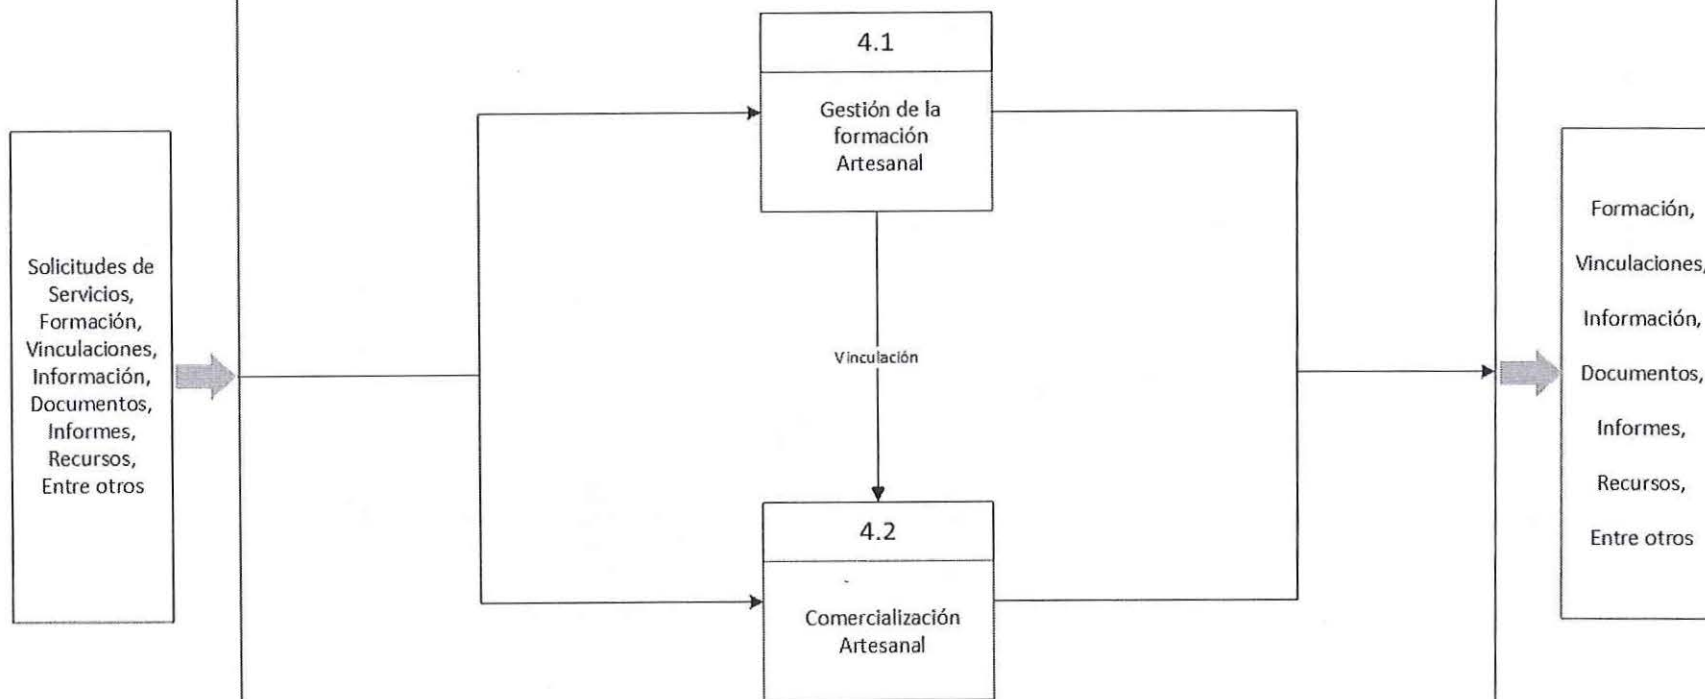 4.1
Gestión de la
formación
Artesanal
Solicitudes de
Servicios,
Formación,
Vinculaciones,
Información,
Documentos,
Informes,
Recursos,
Entre otros
Vinculación
4.2
Comercialización
Artesanal
Formación,
Vinculaciones,
Información,
Documentos,
Informes,
Recursos,
Entre otros